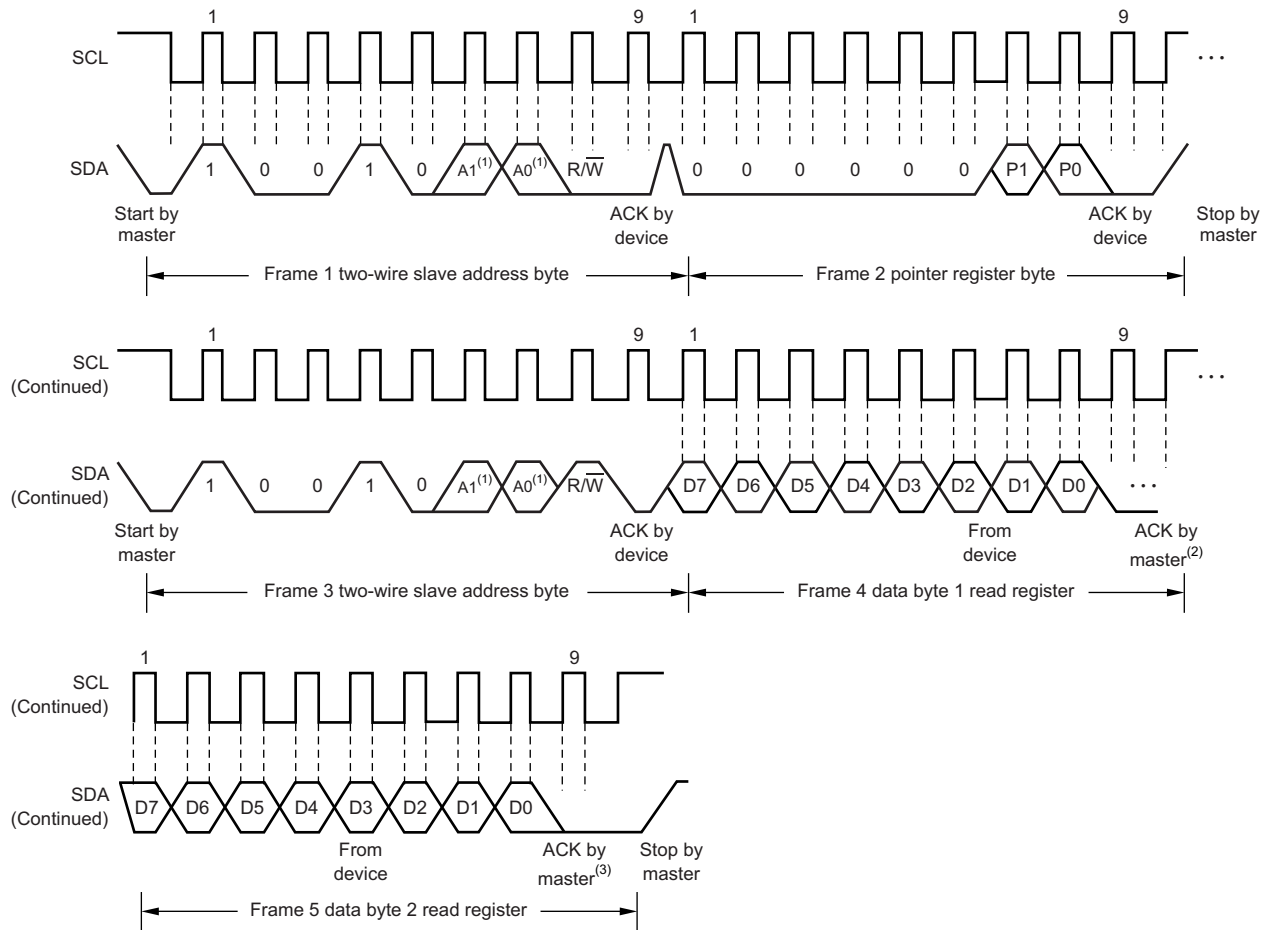 1 9 1 9
SCL ...
SDA 1 0 0 1 0 A1(1) A0(1) R/W̅ 0 0 0 0 0 0 P1 P0
Start by master
ACK by device
ACK by device
Stop by master
Frame 1 two-wire slave address byte
Frame 2 pointer register byte
1 9 1 9
SCL (Continued) ...
SDA (Continued) 1 0 0 1 0 A1(1) A0(1) R/W̅ D7 D6 D5 D4 D3 D2 D1 D0 ...
Start by master
ACK by device
From device
ACK by master(2)
Frame 3 two-wire slave address byte
Frame 4 data byte 1 read register
1 9
SCL (Continued)
SDA (Continued) D7 D6 D5 D4 D3 D2 D1 D0
From device
ACK by master(3)
Stop by master
Frame 5 data byte 2 read register